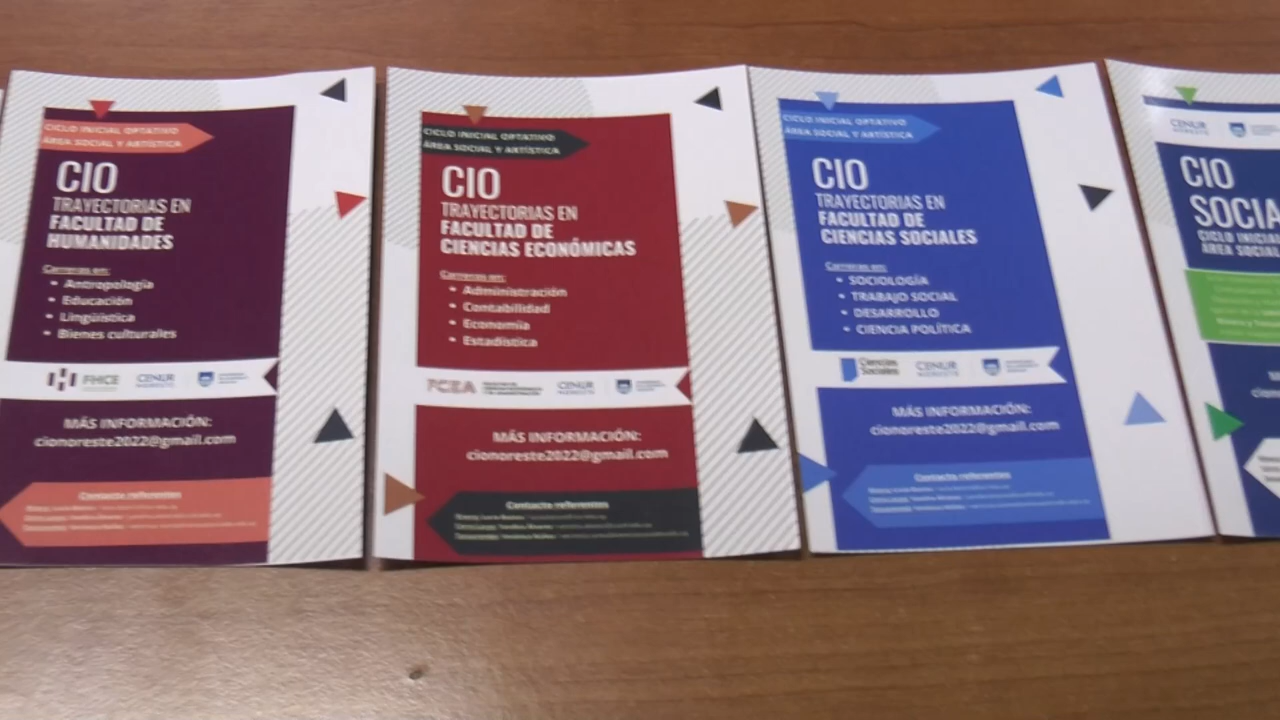 CICLO INICIAL OPTATIVO
ÁREA SOCIAL Y ARTÍSTICA
CIO
TRAYECTORIAS EN
FACULTAD DE
HUMANIDADES
Carreras en:
• Antropología
• Educación
• Lingüística
• Bienes culturales
FHCE
CENUR
NORESTE
MÁS INFORMACIÓN:
cionoreste2022@gmail.com
Contacto referentes
CICLO INICIAL OPTATIVO
ÁREA SOCIAL Y ARTÍSTICA
CIO
TRAYECTORIAS EN
FACULTAD DE
CIENCIAS ECONÓMICAS
Carreras en:
• Administración
• Contabilidad
• Economía
• Estadística
FCEA
CENUR
NORESTE
MÁS INFORMACIÓN:
cionoreste2022@gmail.com
Contacto referentes
CICLO INICIAL OPTATIVO
ÁREA SOCIAL Y ARTÍSTICA
CIO
TRAYECTORIAS EN
FACULTAD DE
CIENCIAS SOCIALES
Carreras en:
• SOCIOLOGÍA
• TRABAJO SOCIAL
• DESARROLLO
• CIENCIA POLÍTICA
Ciencias
Sociales
CENUR
NORESTE
MÁS INFORMACIÓN:
cionoreste2022@gmail.com
Contacto referentes
CENUR
NORESTE
CIO
SOCIA
CICLO INICIA
ÁREA SOCIAL